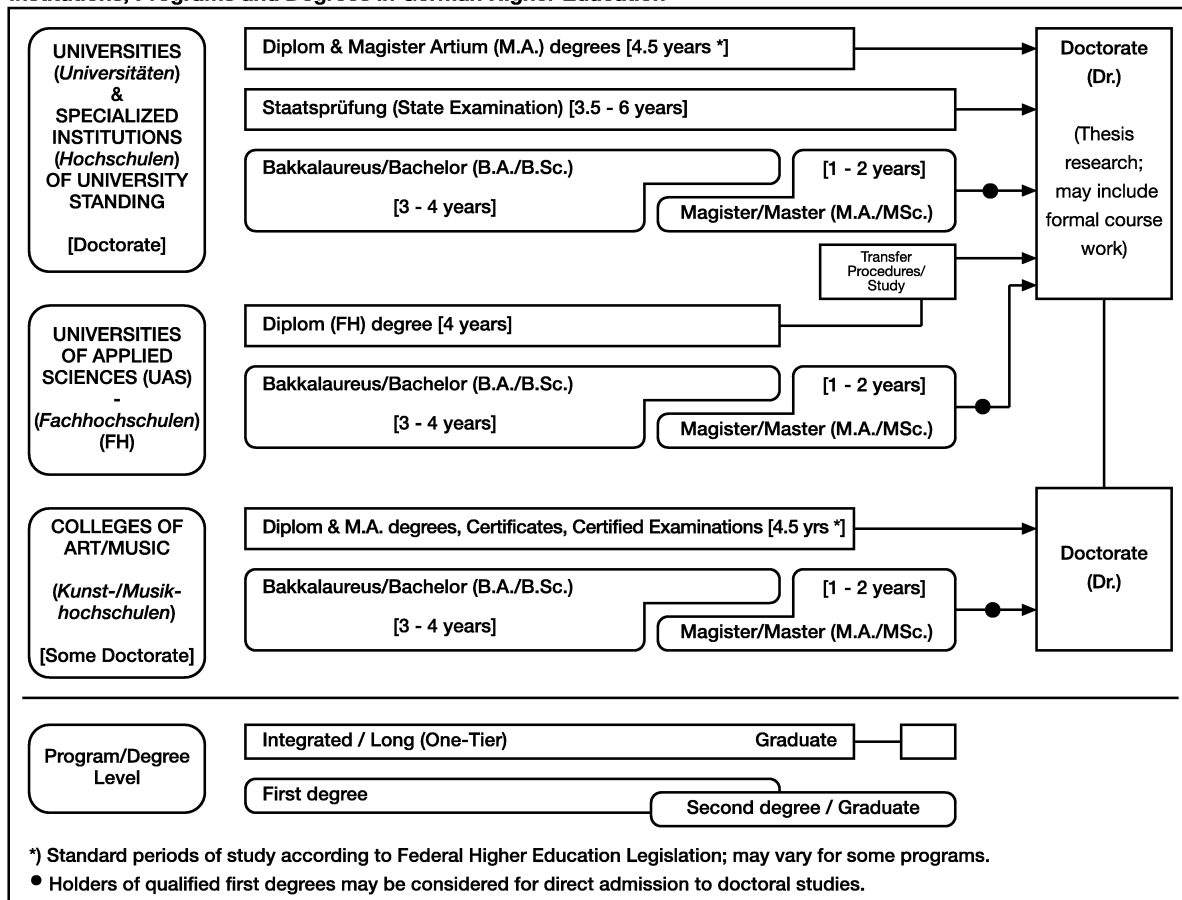 Institutions, Programs and Degrees in German Higher Education
UNIVERSITIES
(Universitäten)
&
SPECIALIZED
INSTITUTIONS
(Hochschulen)
OF UNIVERSITY
STANDING
[Doctorate]
Diplom & Magister Artium (M.A.) degrees [4.5 years *]
Staatsprüfung (State Examination) [3.5 - 6 years]
Bakkalaureus/Bachelor (B.A./B.Sc.)
[3 - 4 years]
[1 - 2 years]
Magister/Master (M.A./MSc.)
Transfer
Procedures/
Study
Doctorate
(Dr.)
(Thesis
research;
may include
formal course
work)
UNIVERSITIES
OF APPLIED
SCIENCES (UAS)
-
(Fachhochschulen)
(FH)
Diplom (FH) degree [4 years]
Bakkalaureus/Bachelor (B.A./B.Sc.)
[3 - 4 years]
[1 - 2 years]
Magister/Master (M.A./MSc.)
COLLEGES OF
ART/MUSIC
(Kunst-/Musik-
hochschulen)
[Some Doctorate]
Diplom & M.A. degrees, Certificates, Certified Examinations [4.5 yrs *]
Bakkalaureus/Bachelor (B.A./B.Sc.)
[3 - 4 years]
[1 - 2 years]
Magister/Master (M.A./MSc.)
Doctorate
(Dr.)
Program/Degree
Level
Integrated / Long (One-Tier) Graduate
First degree
Second degree / Graduate
*) Standard periods of study according to Federal Higher Education Legislation; may vary for some programs.
● Holders of qualified first degrees may be considered for direct admission to doctoral studies.